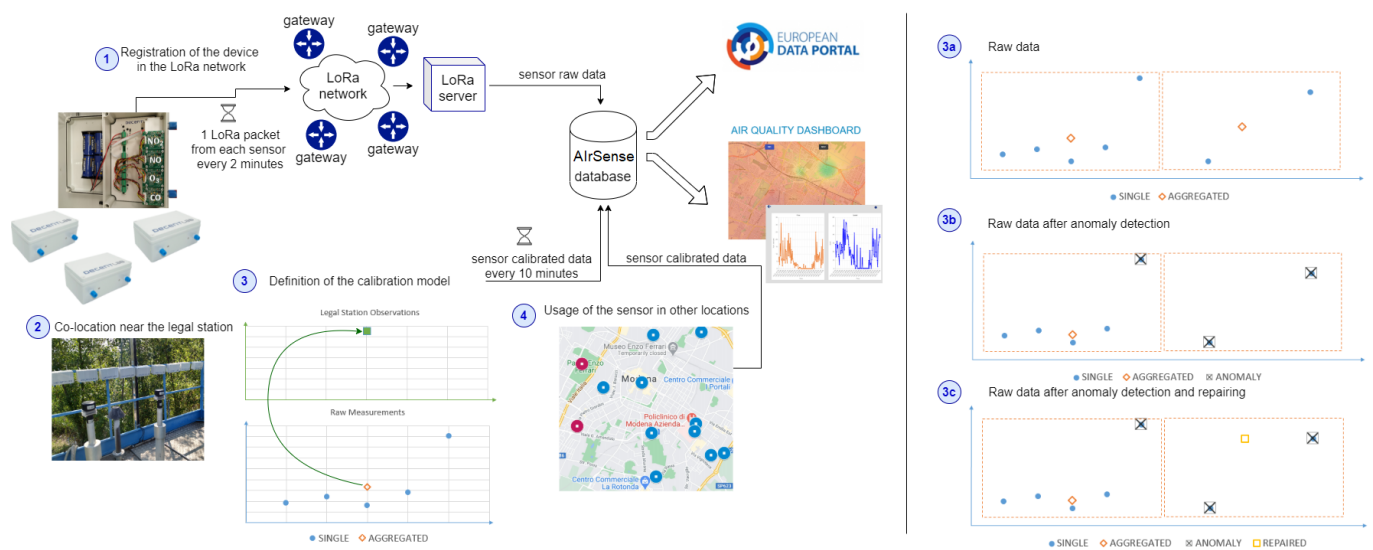 1
Registration of the device
in the LoRa network
gateway
gateway
LoRa
network
gateway
gateway
LoRa
server
1 LoRa packet
from each sensor
every 2 minutes
NO2
NO
O3
CO
sensor raw data
AIrSense
database
EUROPEAN
DATA PORTAL
AIR QUALITY DASHBOARD
sensor calibrated data
every 10 minutes
sensor calibrated data
2
Co-location near the legal station
3
Definition of the calibration model
Legal Station Observations
Raw Measurements
SINGLE
AGGREGATED
4
Usage of the sensor in other locations
Museo Enzo Ferrari
Temporarily closed
Parco Enzo
Ferrari
Modena
Centro Commerciale
I Portali
Policlinico di
Modena Azienda...
Centro Commerciale
La Rotonda
3a
Raw data
SINGLE
AGGREGATED
3b
Raw data after anomaly detection
SINGLE
AGGREGATED
ANOMALY
3c
Raw data after anomaly detection and repairing
SINGLE
AGGREGATED
ANOMALY
REPAIRED